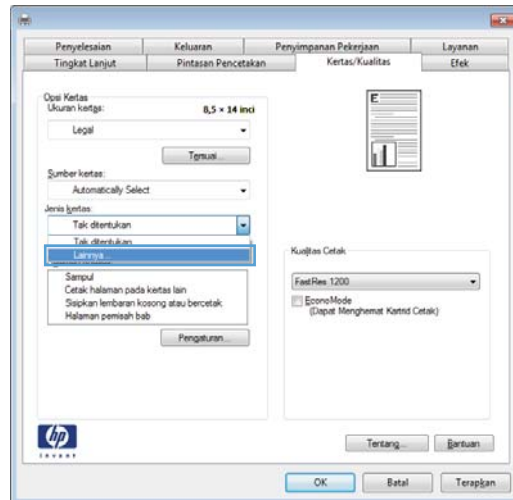 Penyelesaian Keluaran Penyimpanan Pekerjaan Layanan
Tingkat Lanjut Pintasan Pencetakan Kertas/Kualitas Efek
Opsi Kertas
Ukuran kertas: 8,5 × 14 inci
Legal
Temuai...
Sumber kertas:
Automatically Select
Jenis kertas:
Tak ditentukan
Tak ditentukan
Lainnya...
Sampul
Cetak halaman pada kertas lain
Sisipkan lembaran kosong atau bercetak
Halaman pemisah bab
Pengaturan...
E
Kualitas Cetak
FastRes 1200
EconoMode
(Dapat Menghemat Kartrid Cetak)
hp
invent
Tentang... Bantuan
OK Batal Terapkan